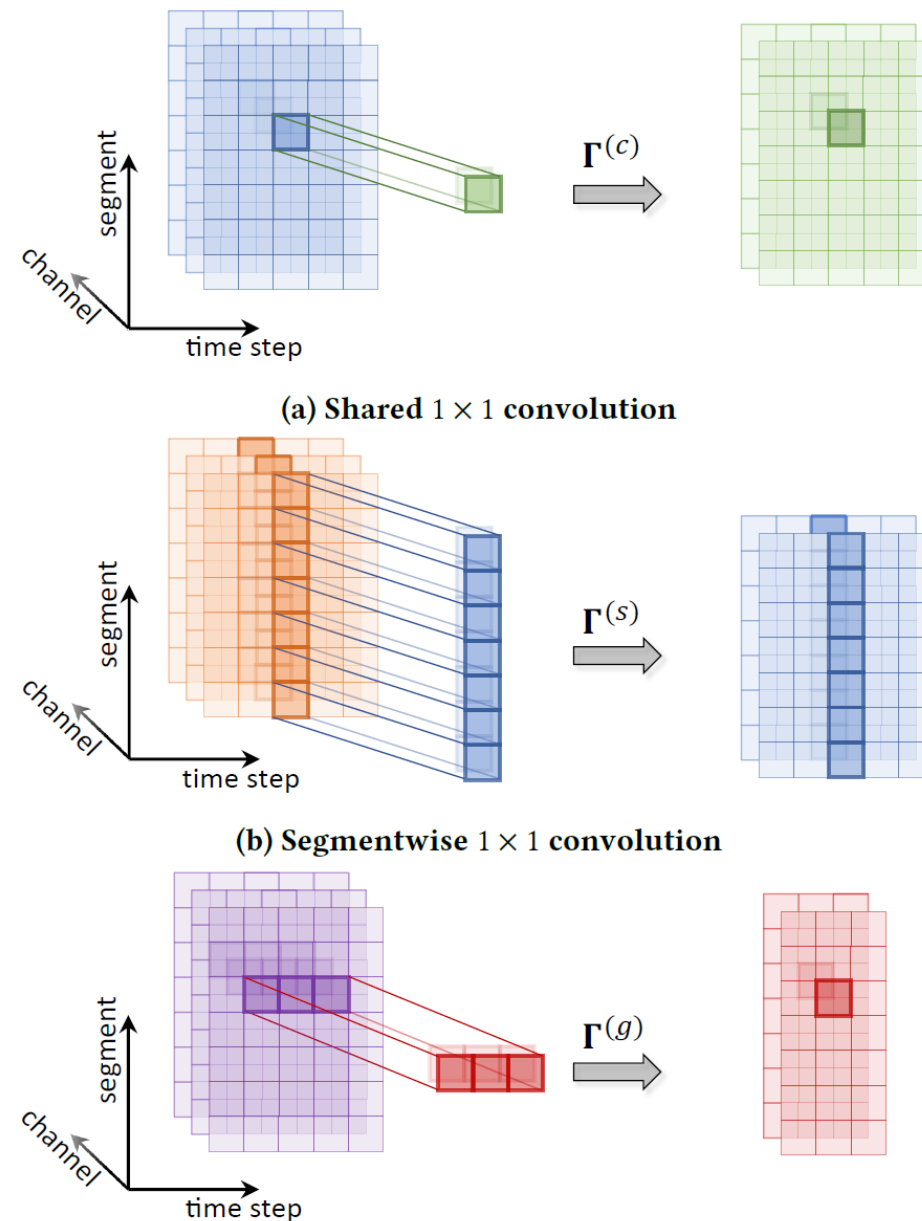 segment
channel
time step
Γ(c)
(a) Shared 1 × 1 convolution
segment
channel
time step
Γ(s)
(b) Segmentwise 1 × 1 convolution
segment
channel
time step
Γ(g)